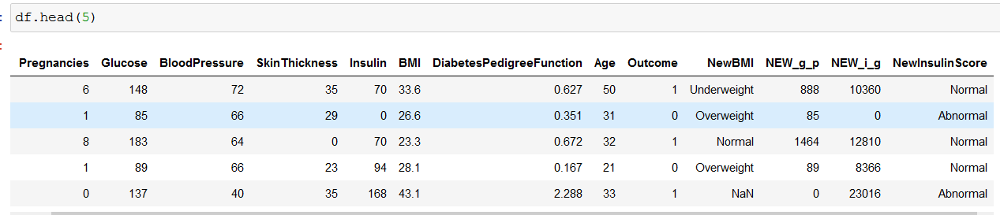 df.head(5)
Pregnancies Glucose BloodPressure SkinThickness Insulin BMI DiabetesPedigreeFunction Age Outcome NewBMI NEW_g_p NEW_i_g NewInsulinScore
6 148 72 35 70 33.6 0.627 50 1 Underweight 888 10360 Normal
1 85 66 29 0 26.6 0.351 31 0 Overweight 85 0 Abnormal
8 183 64 0 70 23.3 0.672 32 1 Normal 1464 12810 Normal
1 89 66 23 94 28.1 0.167 21 0 Overweight 89 8366 Normal
0 137 40 35 168 43.1 2.288 33 1 NaN 0 23016 Abnormal